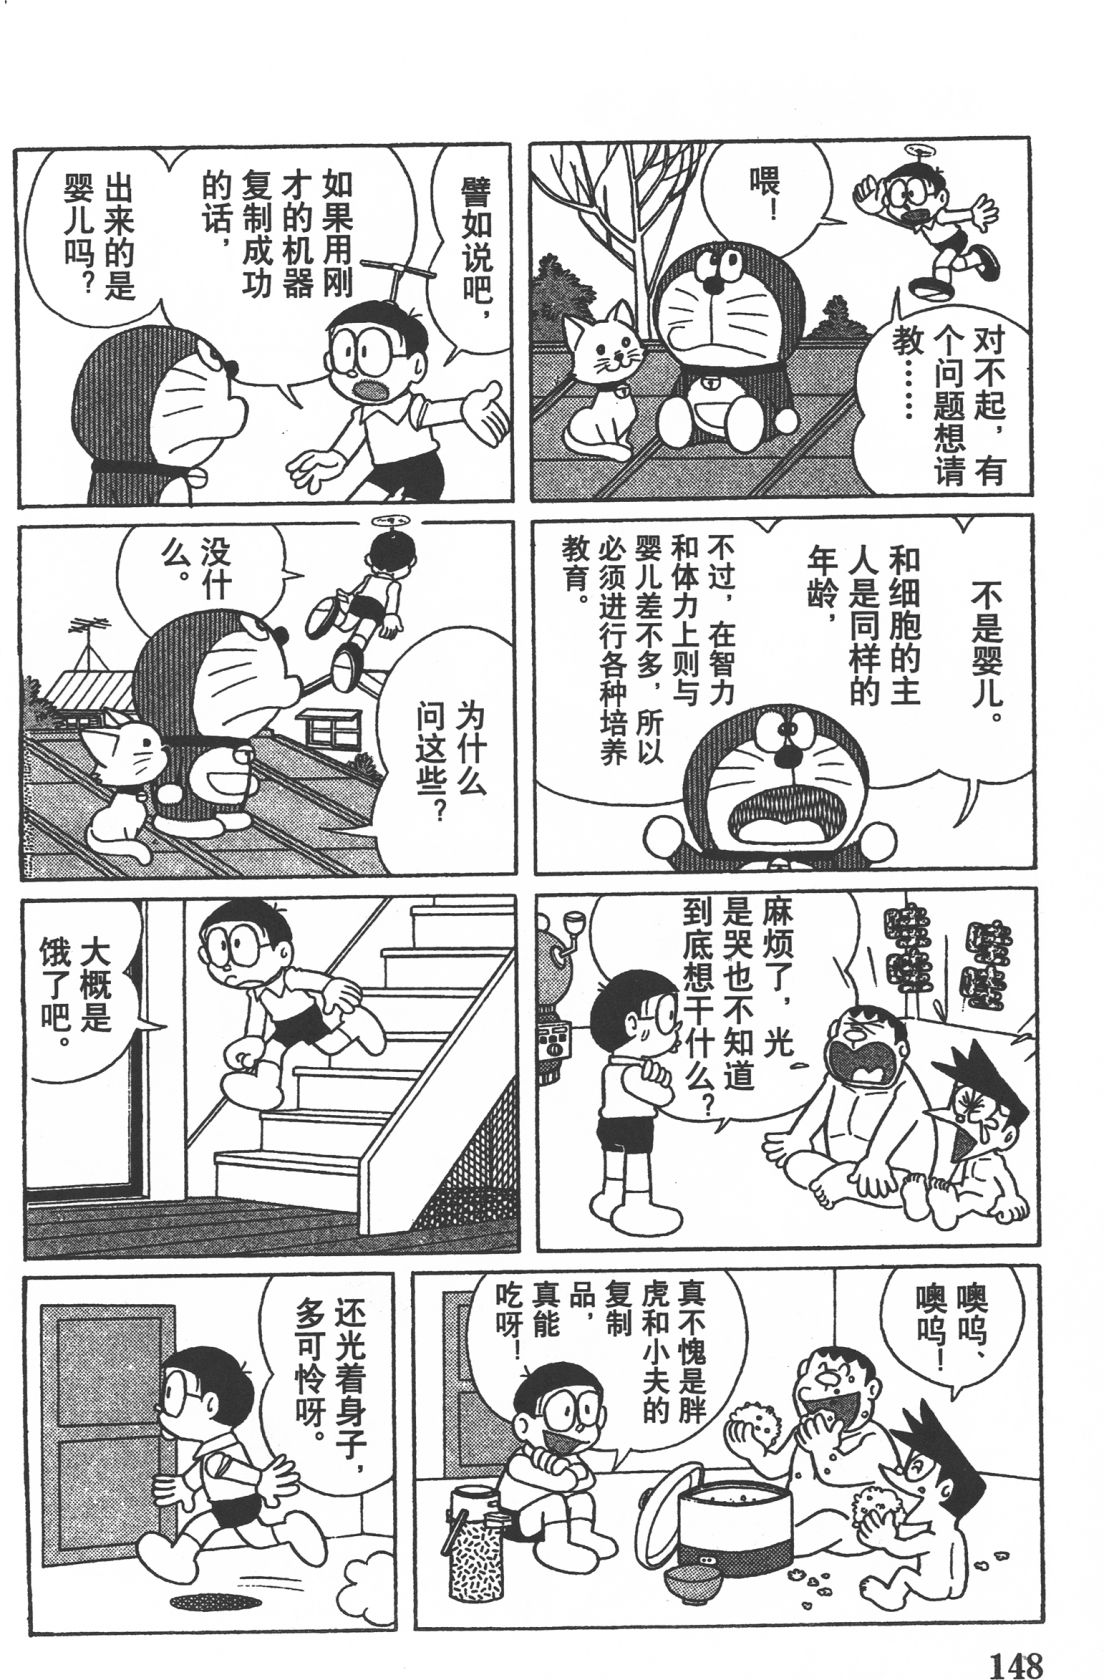 喂！
对不起，有
个问题想请
教……
譬如说吧，
如果用刚
才的机器
复制成功
的话，
出来的是
婴儿吗？
不是婴儿。
和细胞的主
人是同样的
年龄，
不过，在智力
和体力上则与
婴儿差不多，所以
必须进行各种培养
教育。
为什么
问这些？
没什
么。
麻烦了，光
是哭也不知道
到底想干什么？
大概是
饿了吧。
噢呜、
噢呜！
真不愧是胖
虎和小夫的
复制
品，
真能
吃呀！
还光着身子，
多可怜呀。
148